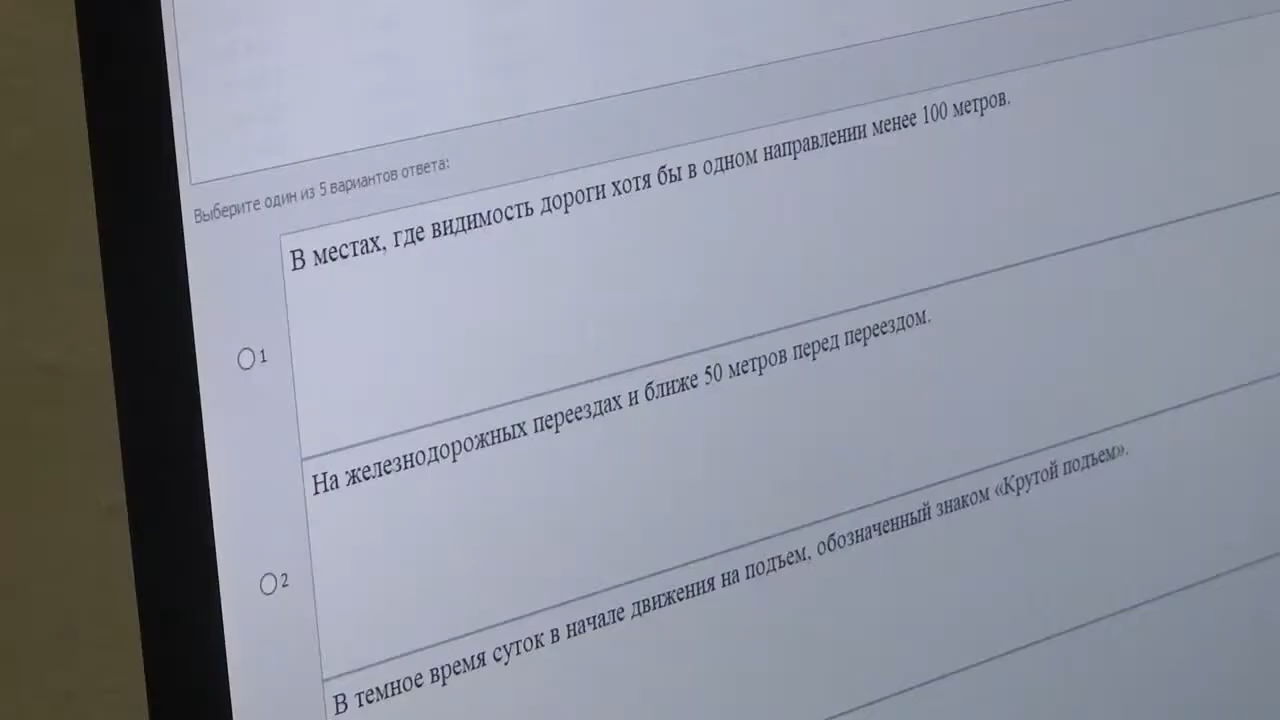 Выберите один из 5 вариантов ответа:
В местах, где видимость дороги хотя бы в одном направлении менее 100 метров.
1
На железнодорожных переездах и ближе 50 метров перед переездом.
2
В темное время суток в начале движения на подъем, обозначенный знаком «Крутой подъем».